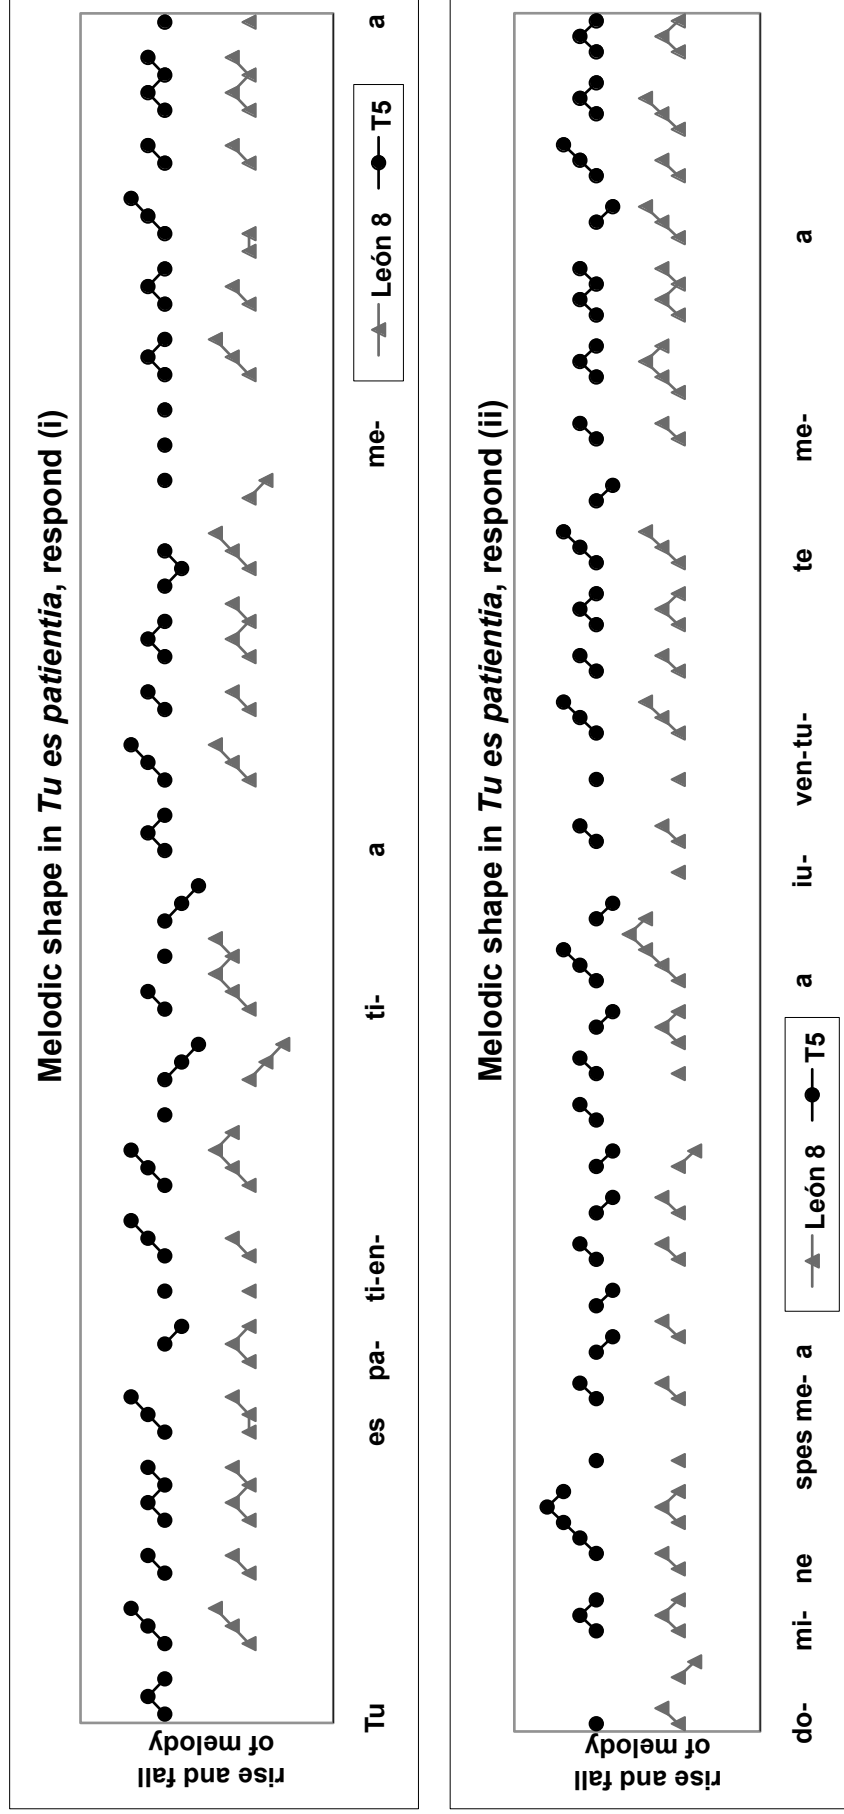 Melodic shape in Tu es patientia, respond (i)
rise and fall
of melody
León 8 T5
Tu es pa- ti-en- ti- a me- a
Melodic shape in Tu es patientia, respond (ii)
rise and fall
of melody
León 8 T5
do- mi- ne spes me- a a iu- ven-tu- te me- a